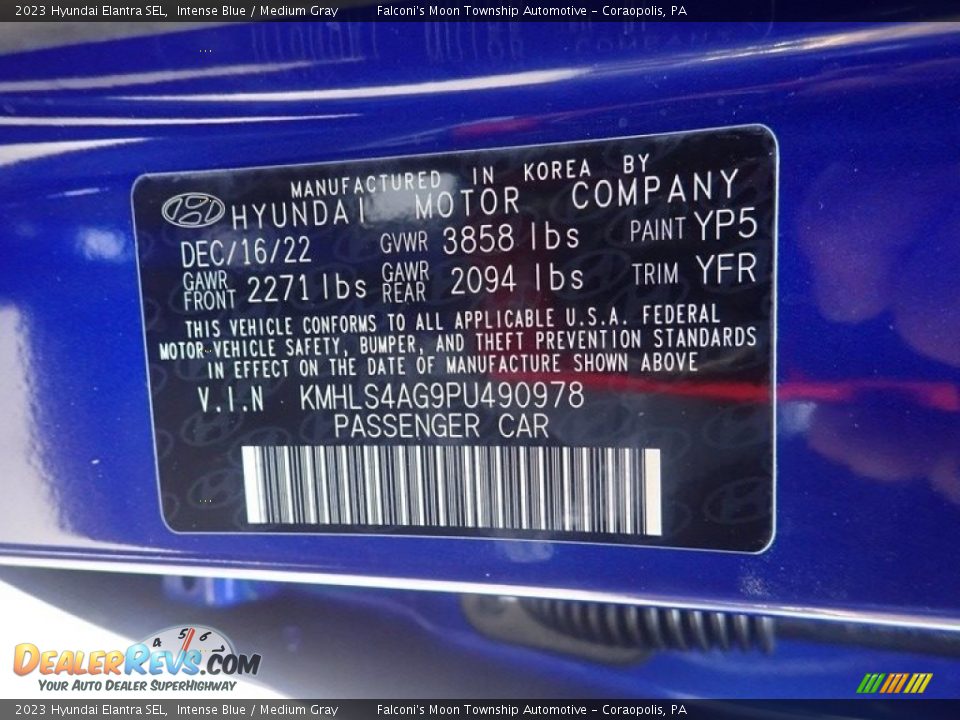 2023 Hyundai Elantra SEL, Intense Blue / Medium Gray Falconi's Moon Township Automotive - Coraopolis, PA
MANUFACTURED IN KOREA BY
HYUNDAI MOTOR COMPANY
DEC/16/22 GVWR 3858 lbs PAINT YP5
GAWR FRONT 2271 lbs GAWR REAR 2094 lbs TRIM YFR
THIS VEHICLE CONFORMS TO ALL APPLICABLE U.S.A. FEDERAL
MOTOR-VEHICLE SAFETY, BUMPER, AND THEFT PREVENTION STANDARDS
IN EFFECT ON THE DATE OF MANUFACTURE SHOWN ABOVE
V.I.N KMHLS4AG9PU490978
PASSENGER CAR
4 5 6
DEALERREVS.COM
YOUR AUTO DEALER SUPERHIGHWAY
2023 Hyundai Elantra SEL, Intense Blue / Medium Gray Falconi's Moon Township Automotive - Coraopolis, PA